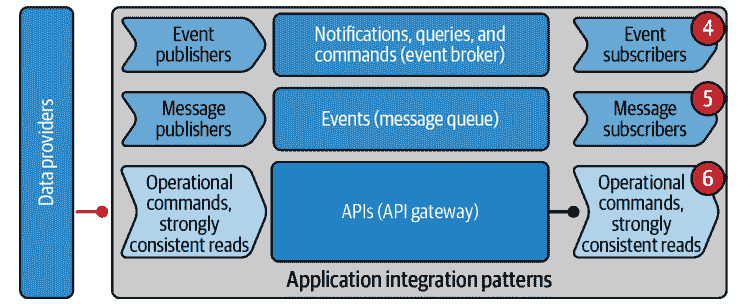 Data providers
Event
publishers
Notifications, queries, and
commands (event broker)
Event
subscribers
4
Message
publishers
Events (message queue)
Message
subscribers
5
Operational
commands,
strongly
consistent reads
APIs (API gateway)
Operational
commands,
strongly
consistent reads
6
Application integration patterns